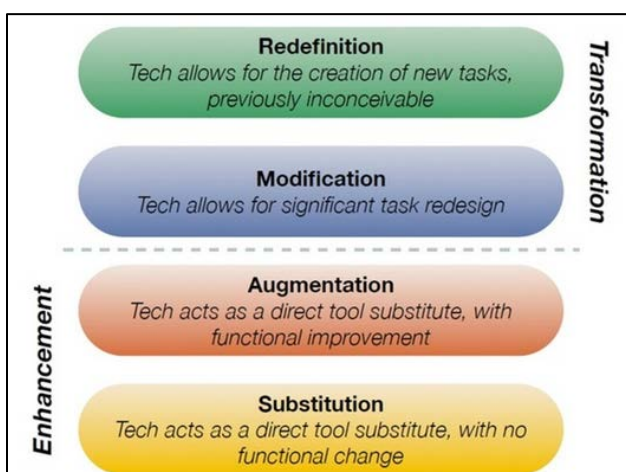 Redefinition
Tech allows for the creation of new tasks,
previously inconceivable
Transformation
Modification
Tech allows for significant task redesign
Augmentation
Tech acts as a direct tool substitute, with
functional improvement
Enhancement
Substitution
Tech acts as a direct tool substitute, with no
functional change